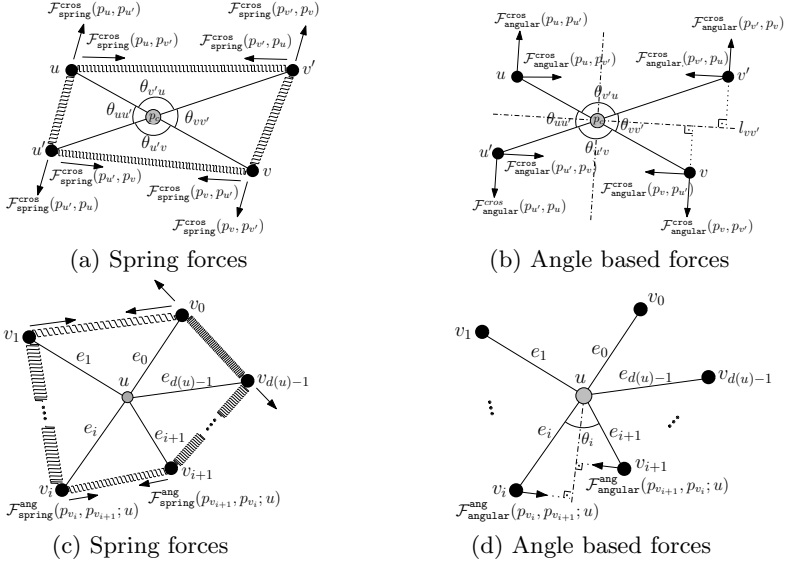 F^cros_spring(p_u, p_u′)
F^cros_spring(p_v′, p_v)
F^cros_spring(p_u, p_v′)
F^cros_spring(p_v′, p_u)
u
v′
θ_v′u
θ_uu′
p_c
θ_vv′
θ_u′v
u′
v
F^cros_spring(p_u′, p_v)
F^cros_spring(p_v, p_u′)
F^cros_spring(p_u′, p_u)
F^cros_spring(p_v, p_v′)
(a) Spring forces
F^cros_angular(p_u, p_u′)
F^cros_angular(p_v′, p_v)
F^cros_angular(p_u, p_v′)
F^cros_angular(p_v′, p_u)
u
v′
θ_v′u
θ_uu′
p_c
θ_vv′
l_vv′
θ_u′v
u′
v
F^cros_angular(p_u′, p_v)
F^cros_angular(p_v, p_u′)
F^cros_angular(p_u′, p_u)
F^cros_angular(p_v, p_v′)
(b) Angle based forces
v_0
v_1
e_1
e_0
u
e_d(u)−1
v_d(u)−1
e_i
e_i+1
v_i+1
v_i
F^ang_spring(p_v_i+1, p_v_i; u)
F^ang_spring(p_v_i, p_v_i+1; u)
(c) Spring forces
v_0
v_1
e_1
e_0
u
e_d(u)−1
v_d(u)−1
e_i
θ_i
e_i+1
v_i+1
v_i
F^ang_angular(p_v_i+1, p_v_i; u)
F^ang_angular(p_v_i, p_v_i+1; u)
(d) Angle based forces